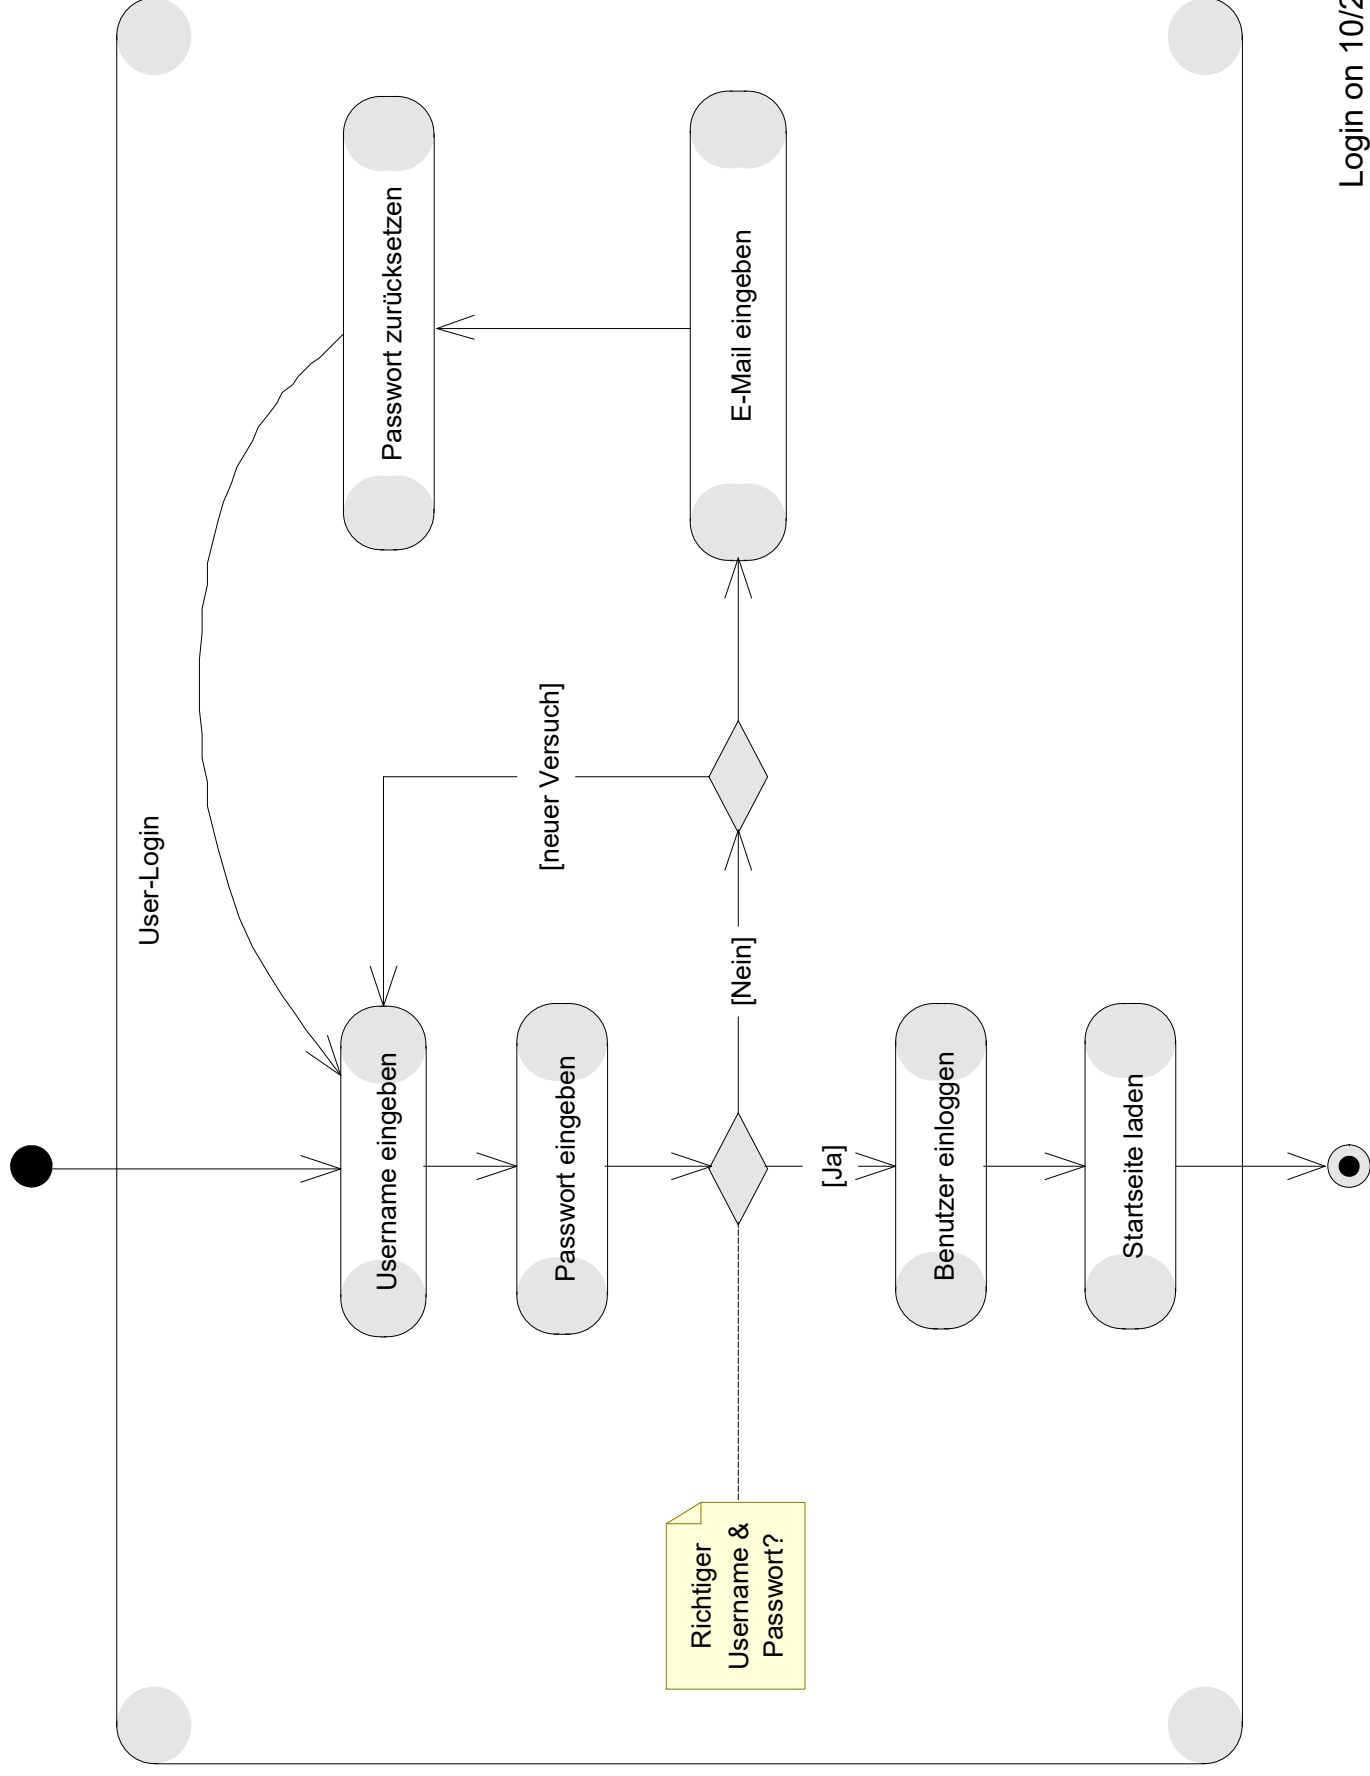 User-Login
Username eingeben
Passwort zurücksetzen
Passwort eingeben
[neuer Versuch]
Richtiger
Username &
Passwort?
[Nein]
E-Mail eingeben
[Ja]
Benutzer einloggen
Startseite laden
Login on 10/2